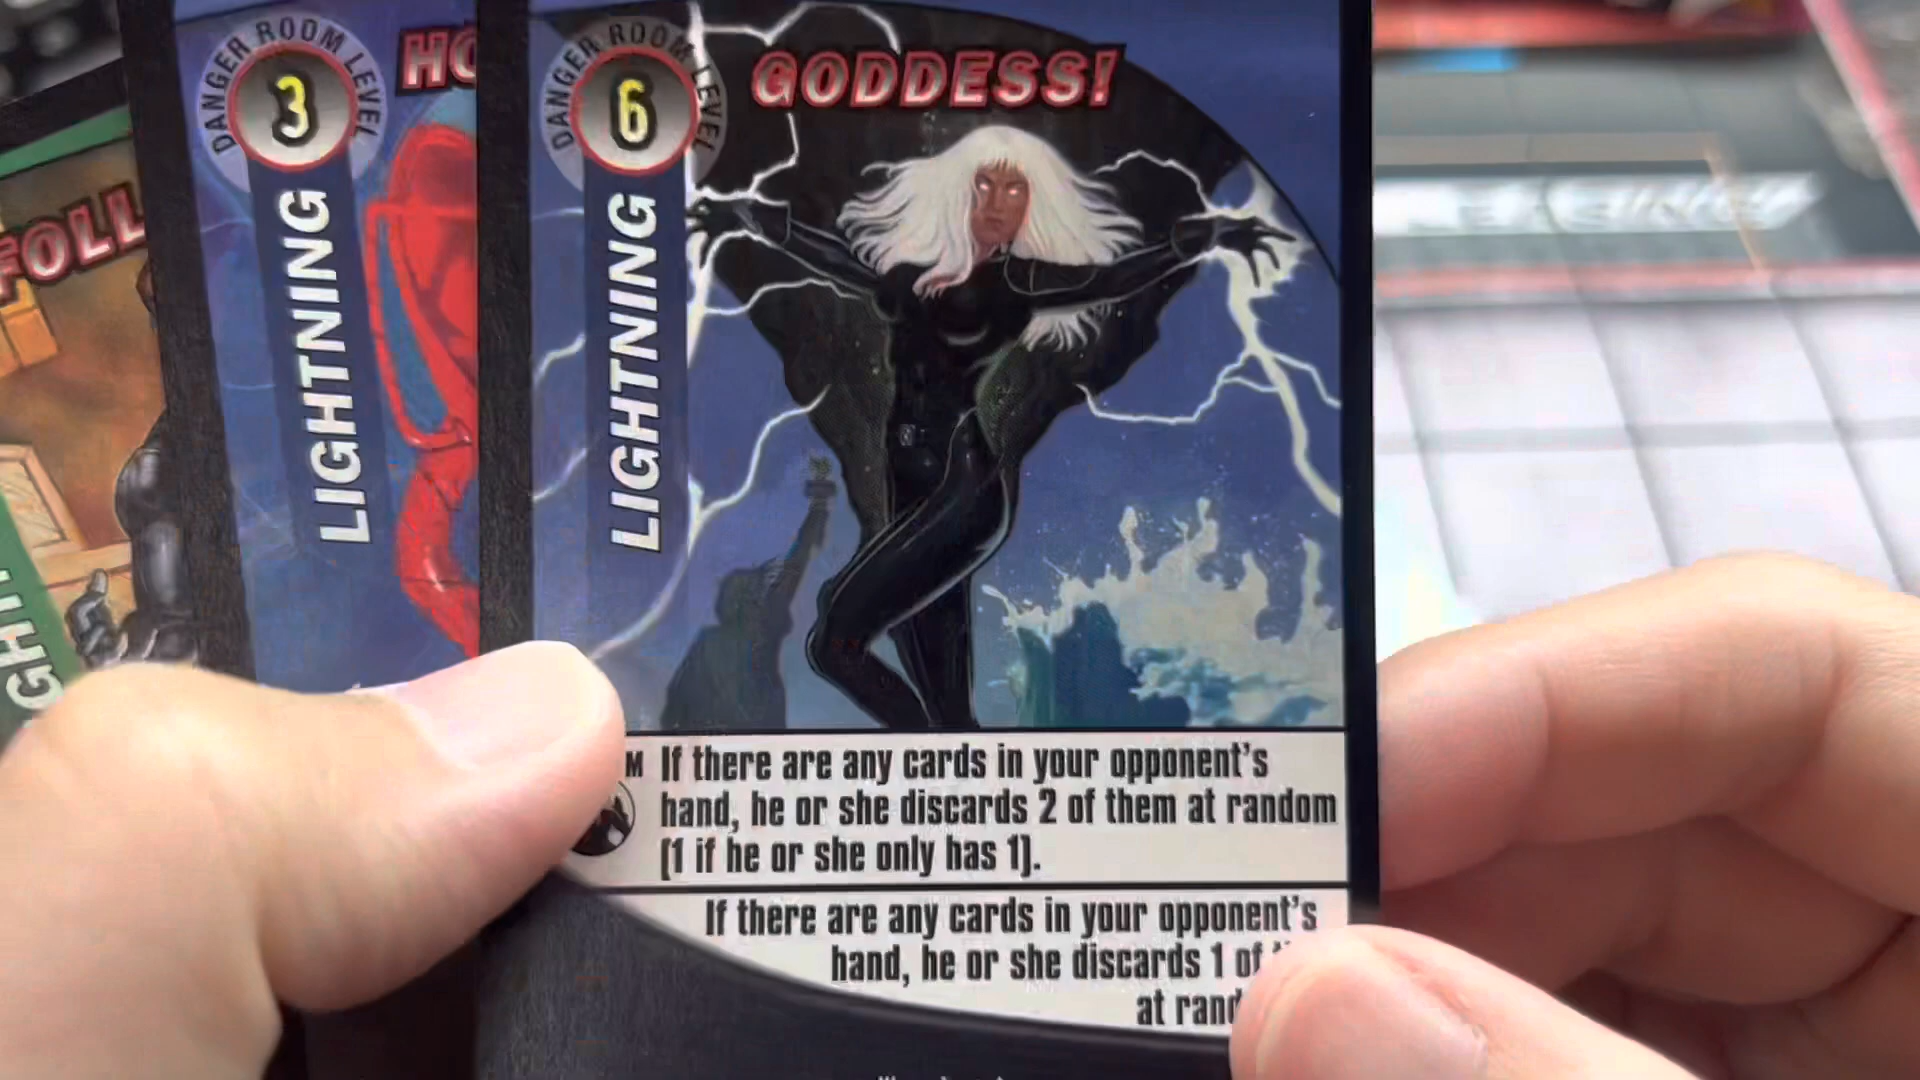 DANGER ROOM LEVEL
3
LIGHTNING
DANGER ROOM LEVEL
6
GODDESS!
LIGHTNING
M If there are any cards in your opponent's
hand, he or she discards 2 of them at random
(1 if he or she only has 1).
If there are any cards in your opponent's
hand, he or she discards 1 of
at